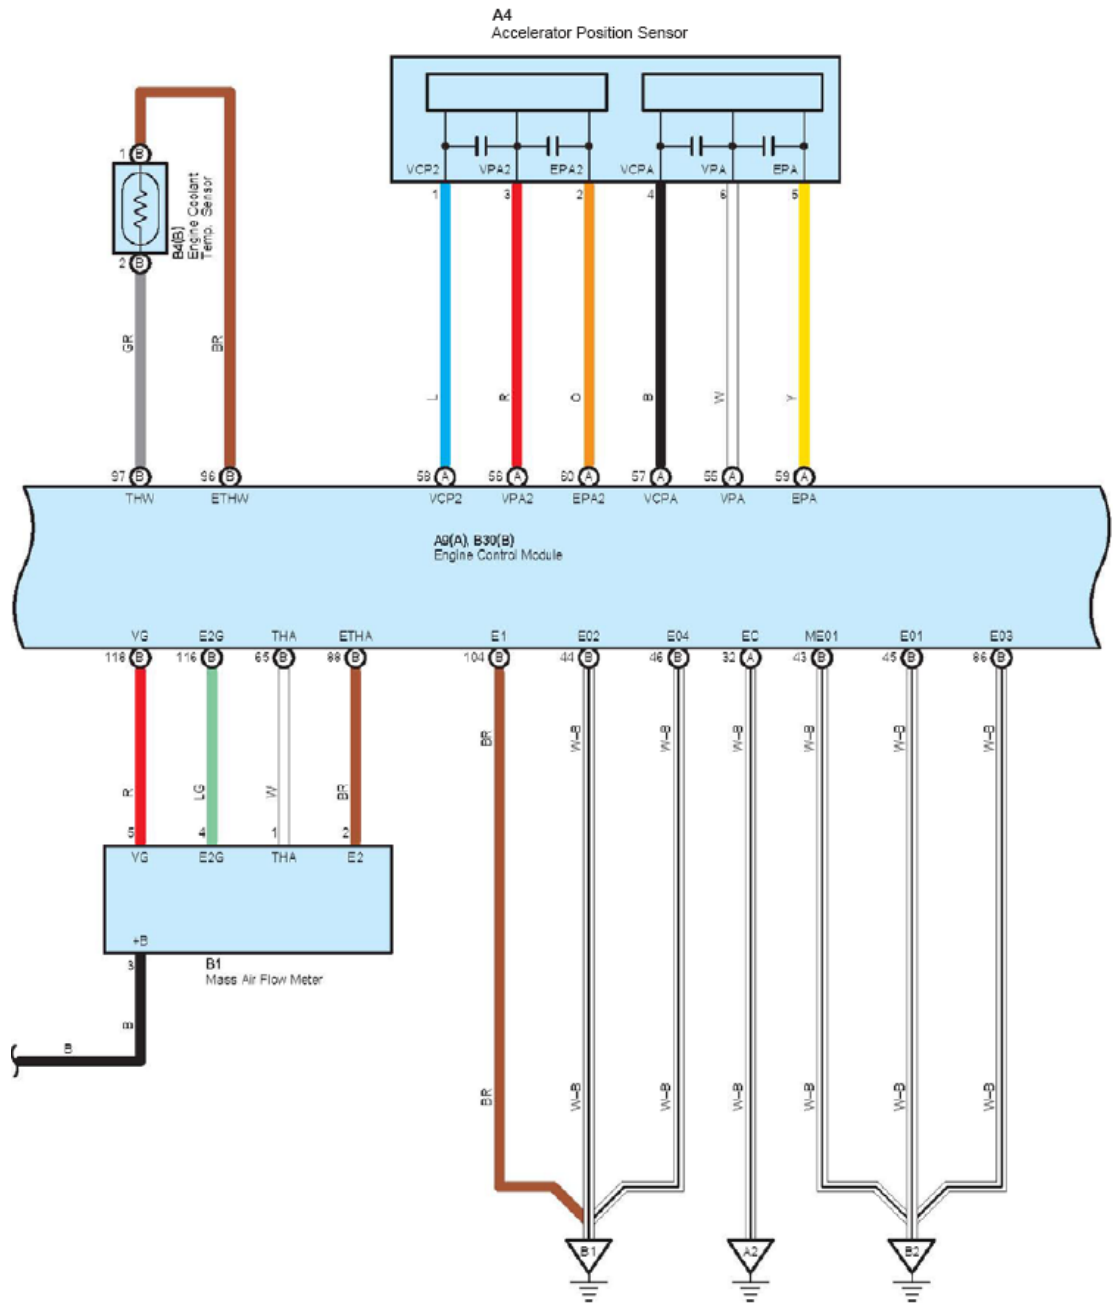 A4
Accelerator Position Sensor
VCP2 VPA2 EPA2 VCPA VPA EPA
1 3 2 4 6 5
1 B
B4(B)
Engine Coolant
Temp. Sensor
2 B
GR BR
L R O B W Y
97 B 96 B 58 A 56 A 60 A 57 A 55 A 59 A
THW ETHW VCP2 VPA2 EPA2 VCPA VPA EPA
A9(A), B30(B)
Engine Control Module
VG E2G THA ETHA E1 E02 E04 EC ME01 E01 E03
118 B 116 B 65 B 88 B 104 B 44 B 46 B 32 A 43 B 45 B 86 B
BR W-B W-B W-B W-B W-B W-B
R LG W BR
5 4 1 2
VG E2G THA E2
+B
3
B1
Mass Air Flow Meter
B
B
BR W-B W-B W-B W-B W-B W-B
B1 A2 B2